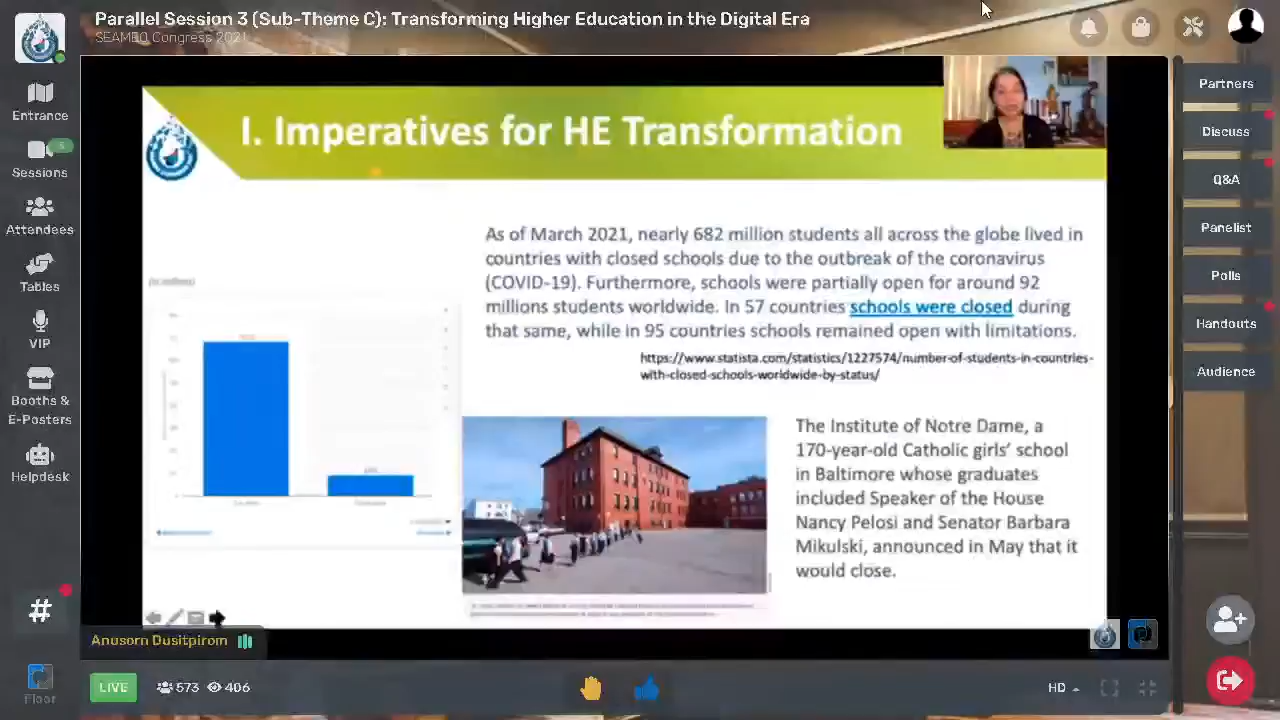 Parallel Session 3 (Sub-Theme C): Transforming Higher Education in the Digital Era
SEAMEO Congress 2021
Entrance
5
Sessions
Attendees
Tables
VIP
Booths &
E-Posters
Helpdesk
#
Floor
I. Imperatives for HE Transformation
As of March 2021, nearly 682 million students all across the globe lived in
countries with closed schools due to the outbreak of the coronavirus
(COVID-19). Furthermore, schools were partially open for around 92
millions students worldwide. In 57 countries schools were closed during
that same, while in 95 countries schools remained open with limitations.
https://www.statista.com/statistics/1227574/number-of-students-in-countries-
with-closed-schools-worldwide-by-status/
The Institute of Notre Dame, a
170-year-old Catholic girls’ school
in Baltimore whose graduates
included Speaker of the House
Nancy Pelosi and Senator Barbara
Mikulski, announced in May that it
would close.
Anusorn Dusitpirom
LIVE
573
406
HD
Partners
Discuss
Q&A
Panelist
Polls
Handouts
Audience